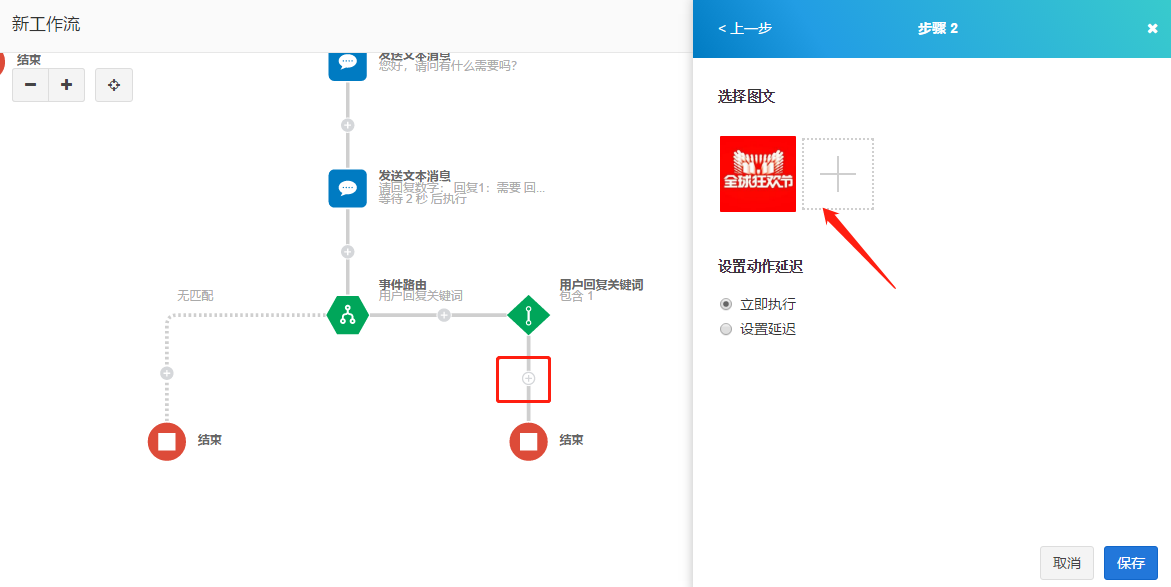 新工作流
结束
发送文本消息
您好，请问有什么需要吗?
发送文本消息
请回复数字： 回复1：需要 回...
等待 2 秒 后执行
无匹配
事件路由
用户回复关键词
用户回复关键词
包含 1
结束
结束
< 上一步
步骤 2
选择图文
全球狂欢节
设置动作延迟
立即执行
设置延迟
取消
保存